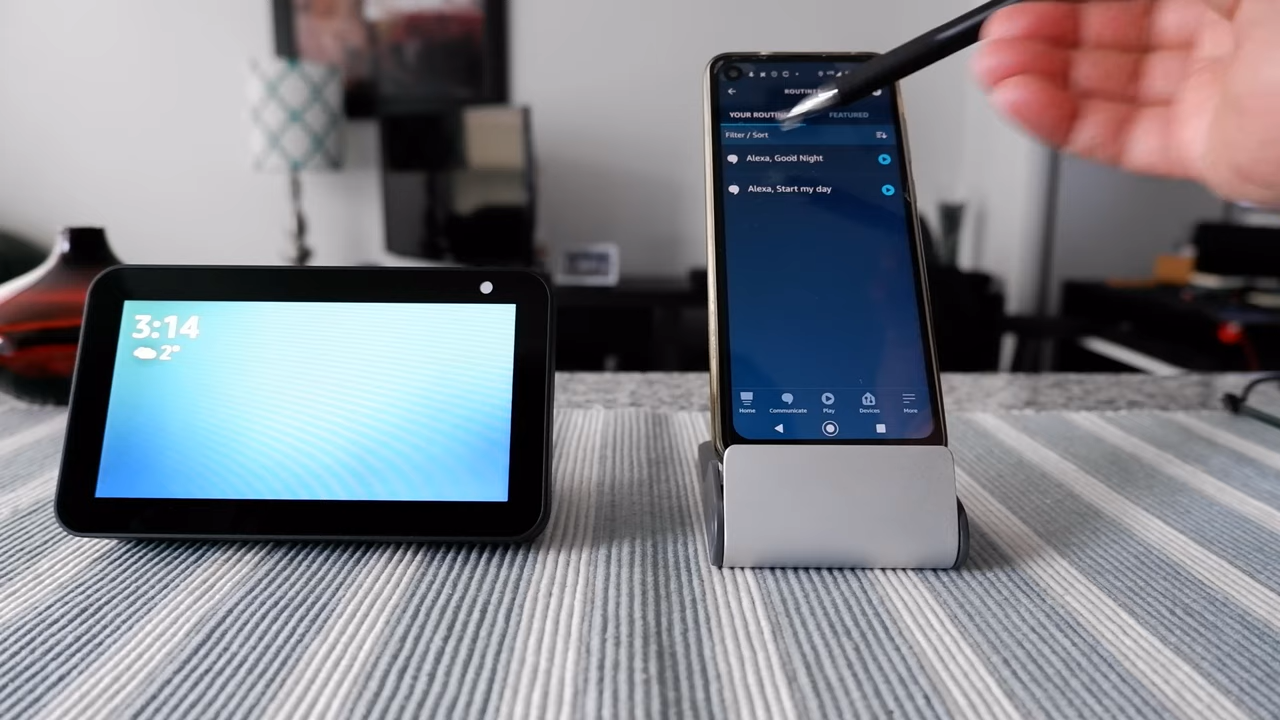 3:14
2°
YOUR
FEATURED
Filter / Sort
Alexa, Good Night
Alexa, Start my day
Home
Communicate
Play
Devices
More